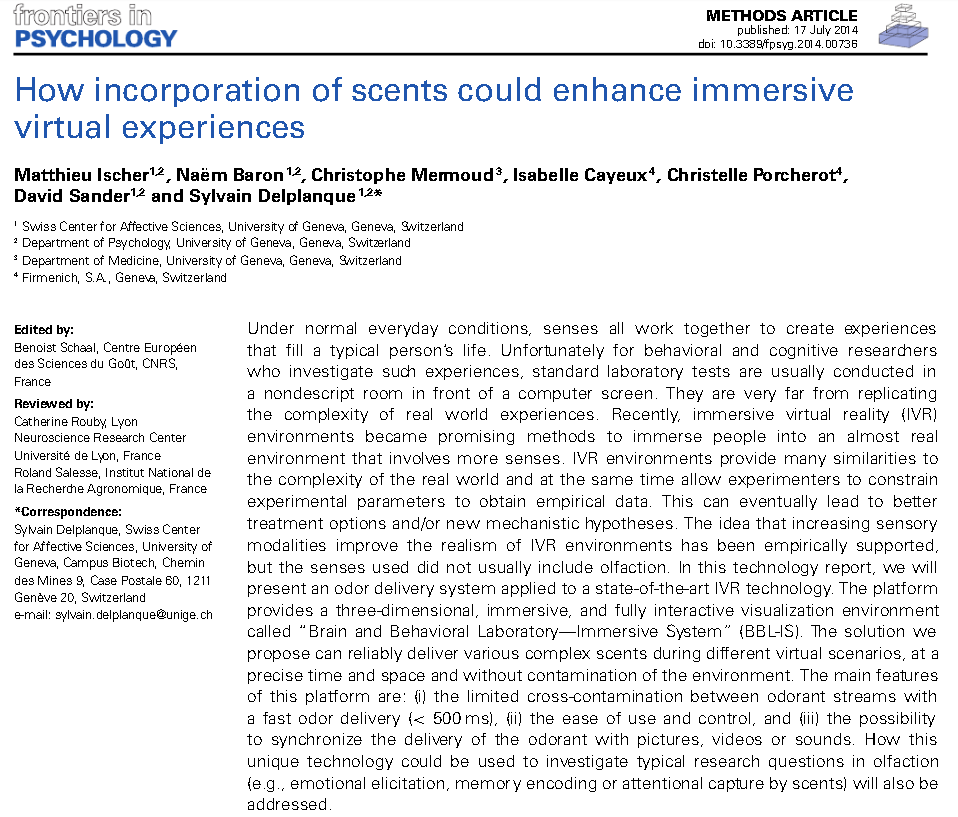 frontiers in
PSYCHOLOGY
METHODS ARTICLE
published: 17 July 2014
doi: 10.3389/fpsyg.2014.00736
How incorporation of scents could enhance immersive
virtual experiences
Matthieu Ischer1,2, Naëm Baron1,2, Christophe Mermoud3, Isabelle Cayeux4, Christelle Porcherot4,
David Sander1,2 and Sylvain Delplanque1,2*
1 Swiss Center for Affective Sciences, University of Geneva, Geneva, Switzerland
2 Department of Psychology, University of Geneva, Geneva, Switzerland
3 Department of Medicine, University of Geneva, Geneva, Switzerland
4 Firmenich, S.A., Geneva, Switzerland
Edited by:
Benoist Schaal, Centre Européen
des Sciences du Goût, CNRS,
France
Reviewed by:
Catherine Rouby, Lyon
Neuroscience Research Center
Université de Lyon, France
Roland Salesse, Institut National de
la Recherche Agronomique, France
*Correspondence:
Sylvain Delplanque, Swiss Center
for Affective Sciences, University of
Geneva, Campus Biotech, Chemin
des Mines 9, Case Postale 60, 1211
Genève 20, Switzerland
e-mail: sylvain.delplanque@unige.ch
Under normal everyday conditions, senses all work together to create experiences
that fill a typical person's life. Unfortunately for behavioral and cognitive researchers
who investigate such experiences, standard laboratory tests are usually conducted in
a nondescript room in front of a computer screen. They are very far from replicating
the complexity of real world experiences. Recently, immersive virtual reality (IVR)
environments became promising methods to immerse people into an almost real
environment that involves more senses. IVR environments provide many similarities to
the complexity of the real world and at the same time allow experimenters to constrain
experimental parameters to obtain empirical data. This can eventually lead to better
treatment options and/or new mechanistic hypotheses. The idea that increasing sensory
modalities improve the realism of IVR environments has been empirically supported,
but the senses used did not usually include olfaction. In this technology report, we will
present an odor delivery system applied to a state-of-the-art IVR technology. The platform
provides a three-dimensional, immersive, and fully interactive visualization environment
called "Brain and Behavioral Laboratory—Immersive System" (BBL-IS). The solution we
propose can reliably deliver various complex scents during different virtual scenarios, at a
precise time and space and without contamination of the environment. The main features
of this platform are: (i) the limited cross-contamination between odorant streams with
a fast odor delivery (< 500 ms), (ii) the ease of use and control, and (iii) the possibility
to synchronize the delivery of the odorant with pictures, videos or sounds. How this
unique technology could be used to investigate typical research questions in olfaction
(e.g., emotional elicitation, memory encoding or attentional capture by scents) will also be
addressed.